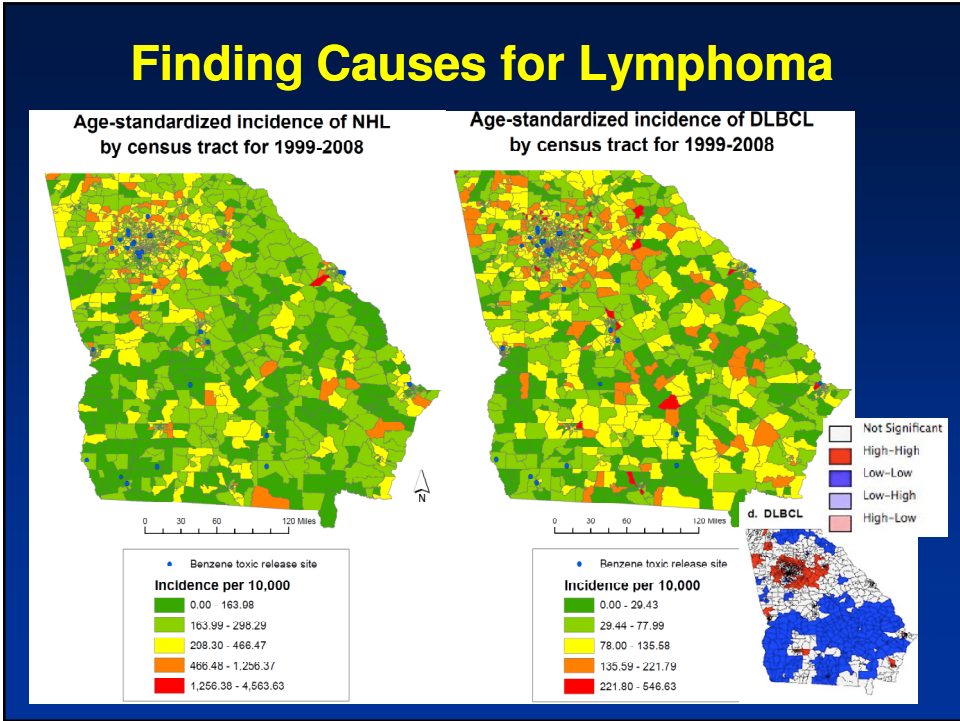 Finding Causes for Lymphoma
Age-standardized incidence of NHL
by census tract for 1999-2008
Age-standardized incidence of DLBCL
by census tract for 1999-2008
N
0 30 60 120 Miles
0 30 60 120 Miles
Benzene toxic release site
Incidence per 10,000
0.00 - 163.98
163.99 - 298.29
298.30 - 466.47
466.48 - 1,256.37
1,256.38 - 4,563.63
Benzene toxic release site
Incidence per 10,000
0.00 - 29.43
29.44 - 77.99
78.00 - 135.58
135.59 - 221.79
221.80 - 546.63
Not Significant
High-High
Low-Low
Low-High
High-Low
d. DLBCL